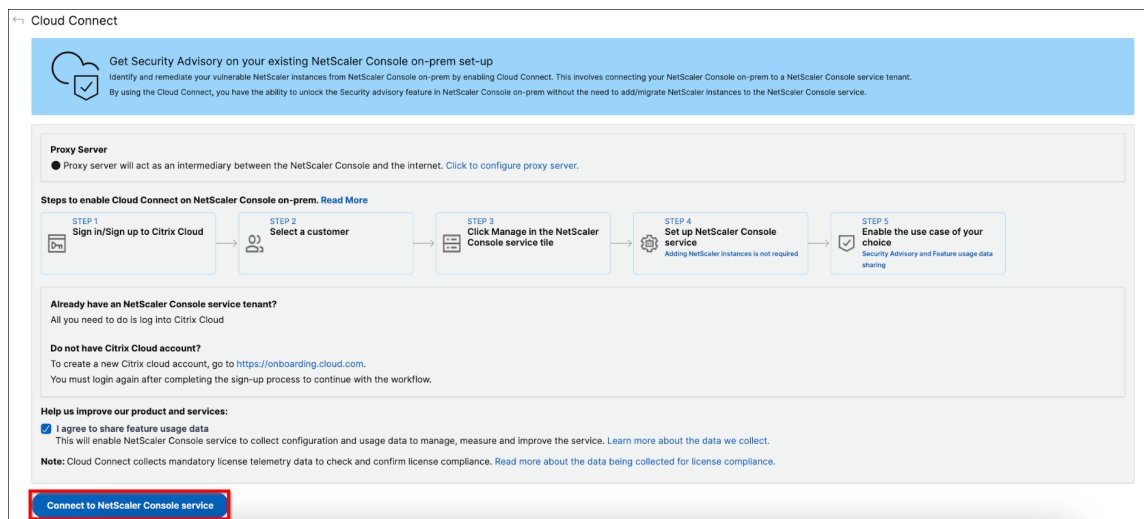 Cloud Connect
Get Security Advisory on your existing NetScaler Console on-prem set-up
Identify and remediate your vulnerable NetScaler instances from NetScaler Console on-prem by enabling Cloud Connect. This involves connecting your NetScaler Console on-prem to a NetScaler Console service tenant.
By using the Cloud Connect, you have the ability to unlock the Security advisory feature in NetScaler Console on-prem without the need to add/migrate NetScaler instances to the NetScaler Console service.
Proxy Server
Proxy server will act as an intermediary between the NetScaler Console and the internet. Click to configure proxy server.
Steps to enable Cloud Connect on NetScaler Console on-prem. Read More
STEP 1
Sign in/Sign up to Citrix Cloud
STEP 2
Select a customer
STEP 3
Click Manage in the NetScaler
Console service tile
STEP 4
Set up NetScaler Console
service
Adding NetScaler instances is not required
STEP 5
Enable the use case of your
choice
Security Advisory and Feature usage data
sharing
Already have an NetScaler Console service tenant?
All you need to do is log into Citrix Cloud
Do not have Citrix Cloud account?
To create a new Citrix cloud account, go to https://onboarding.cloud.com.
You must login again after completing the sign-up process to continue with the workflow.
Help us improve our product and services:
I agree to share feature usage data
This will enable NetScaler Console service to collect configuration and usage data to manage, measure and improve the service. Learn more about the data we collect.
Note: Cloud Connect collects mandatory license telemetry data to check and confirm license compliance. Read more about the data being collected for license compliance.
Connect to NetScaler Console service